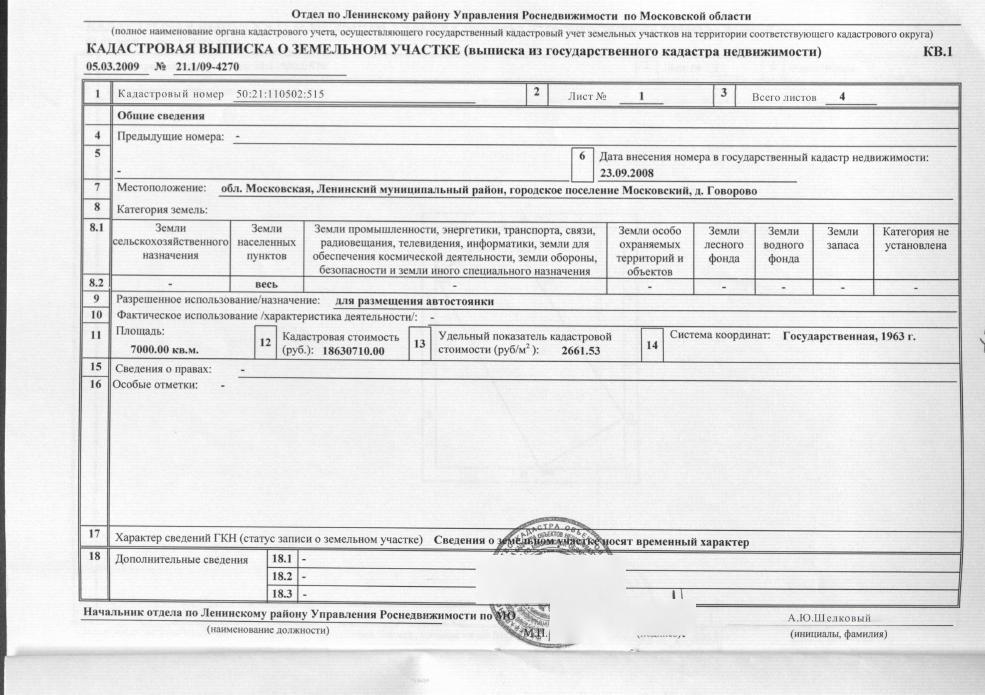 Отдел по Ленинскому району Управления Роснедвижимости по Московской области
(полное наименование органа кадастрового учета, осуществляющего государственный кадастровый учет земельных участков на территории соответствующего кадастрового округа)
КАДАСТРОВАЯ ВЫПИСКА О ЗЕМЕЛЬНОМ УЧАСТКЕ (выписка из государственного кадастра недвижимости) КВ.1
05.03.2009 № 21.1/09-4270
1 Кадастровый номер 50:21:110502:515 2 Лист № 1 3 Всего листов 4
Общие сведения
4 Предыдущие номера: -
5 - 6 Дата внесения номера в государственный кадастр недвижимости:
23.09.2008
7 Местоположение: обл. Московская, Ленинский муниципальный район, городское поселение Московский, д. Говорово
8 Категория земель:
8.1 Земли сельскохозяйственного назначения
Земли населенных пунктов
Земли промышленности, энергетики, транспорта, связи,
радиовещания, телевидения, информатики, земли для
обеспечения космической деятельности, земли обороны,
безопасности и земли иного специального назначения
Земли особо охраняемых территорий и объектов
Земли лесного фонда
Земли водного фонда
Земли запаса
Категория не установлена
8.2 - весь - - - - - -
9 Разрешенное использование/назначение: для размещения автостоянки
10 Фактическое использование /характеристика деятельности/: -
11 Площадь:
7000.00 кв.м.
12 Кадастровая стоимость
(руб.): 18630710.00
13 Удельный показатель кадастровой
стоимости (руб/м²): 2661.53
14 Система координат: Государственная, 1963 г.
15 Сведения о правах: -
16 Особые отметки: -
17 Характер сведений ГКН (статус записи о земельном участке) Сведения о земельном участке носят временный характер
18 Дополнительные сведения 18.1 -
18.2 -
18.3 -
Начальник отдела по Ленинскому району Управления Роснедвижимости по МО А.Ю.Шелковый
(наименование должности) М.П. (инициалы, фамилия)